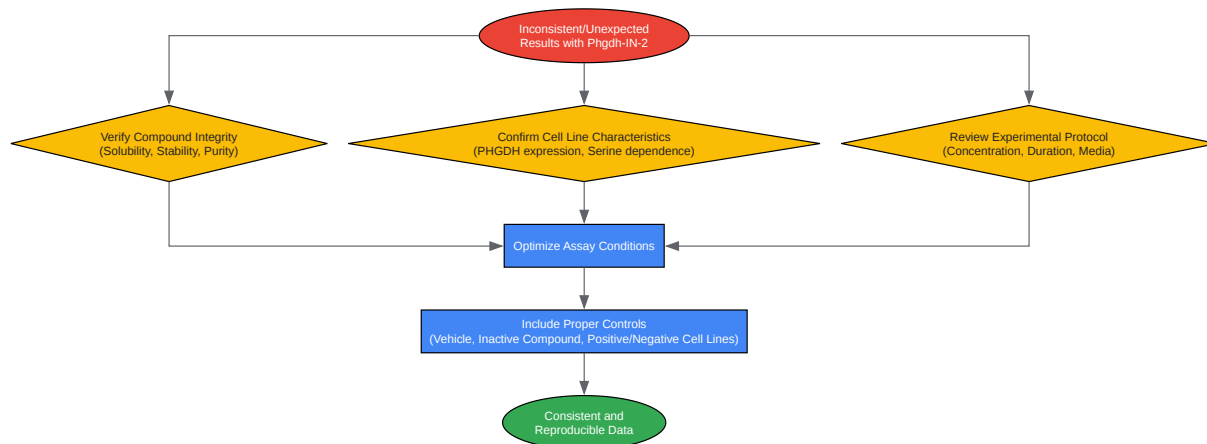 Inconsistent/Unexpected
Results with Phgdh-IN-2
Verify Compound Integrity
(Solubility, Stability, Purity)
Confirm Cell Line Characteristics
(PHGDH expression, Serine dependence)
Review Experimental Protocol
(Concentration, Duration, Media)
Optimize Assay Conditions
Include Proper Controls
(Vehicle, Inactive Compound, Positive/Negative Cell Lines)
Consistent and
Reproducible Data